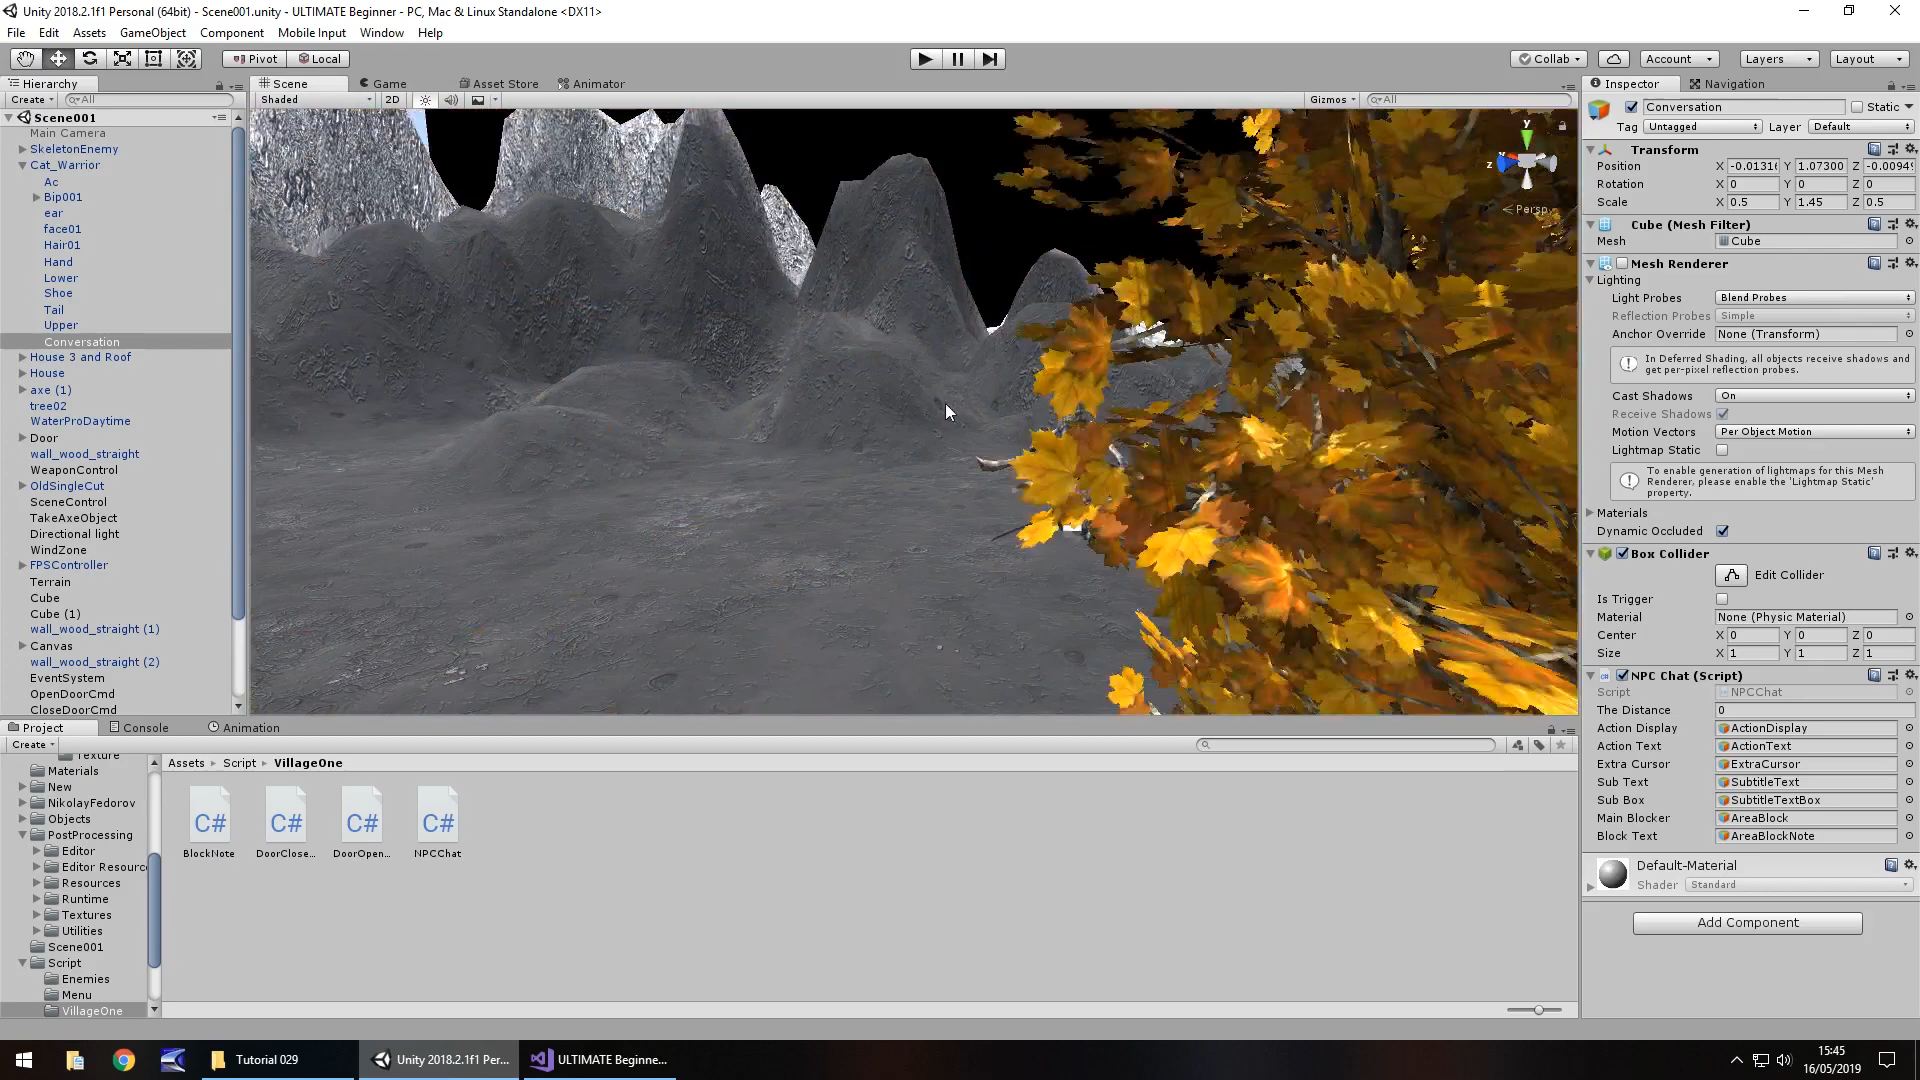 Unity 2018.2.1f1 Personal (64bit) - Scene001.unity - ULTIMATE Beginner - PC, Mac & Linux Standalone <DX11>
File Edit Assets GameObject Component Mobile Input Window Help
Pivot Local Collab Account Layers Layout
Hierarchy
Create All
Scene001
Main Camera
SkeletonEnemy
Cat_Warrior
Ac
Bip001
ear
face01
Hair01
Hand
Lower
Shoe
Tail
Upper
Conversation
House 3 and Roof
House
axe (1)
tree02
WaterProDaytime
Door
wall_wood_straight
WeaponControl
OldSingleCut
SceneControl
TakeAxeObject
Directional light
WindZone
FPSController
Terrain
Cube
Cube (1)
wall_wood_straight (1)
Canvas
wall_wood_straight (2)
EventSystem
OpenDoorCmd
CloseDoorCmd
Scene Game Asset Store Animator
Shaded 2D Gizmos All
y
z
Persp
Inspector Navigation
Conversation Static
Tag Untagged Layer Default
Transform
Position X -0.0131 Y 1.07300 Z -0.0094
Rotation X 0 Y 0 Z 0
Scale X 0.5 Y 1.45 Z 0.5
Cube (Mesh Filter)
Mesh Cube
Mesh Renderer
Lighting
Light Probes Blend Probes
Reflection Probes Simple
Anchor Override None (Transform)
In Deferred Shading, all objects receive shadows and
get per-pixel reflection probes.
Cast Shadows On
Receive Shadows
Motion Vectors Per Object Motion
Lightmap Static
To enable generation of lightmaps for this Mesh
Renderer, please enable the 'Lightmap Static'
property.
Materials
Dynamic Occluded
Box Collider
Edit Collider
Is Trigger
Material None (Physic Material)
Center X 0 Y 0 Z 0
Size X 1 Y 1 Z 1
NPC Chat (Script)
Script NPCChat
The Distance 0
Action Display ActionDisplay
Action Text ActionText
Extra Cursor ExtraCursor
Sub Text SubtitleText
Sub Box SubtitleTextBox
Main Blocker AreaBlock
Block Text AreaBlockNote
Default-Material
Shader Standard
Add Component
Project Console Animation
Create
Texture
Materials
New
NikolayFedorov
Objects
PostProcessing
Editor
Editor Resourc
Resources
Runtime
Textures
Utilities
Scene001
Script
Enemies
Menu
VillageOne
Assets Script VillageOne
C# C# C# C#
BlockNote DoorClose... DoorOpen... NPCChat
Tutorial 029 Unity 2018.2.1f1 Per... ULTIMATE Beginne...
15:45
16/05/2019